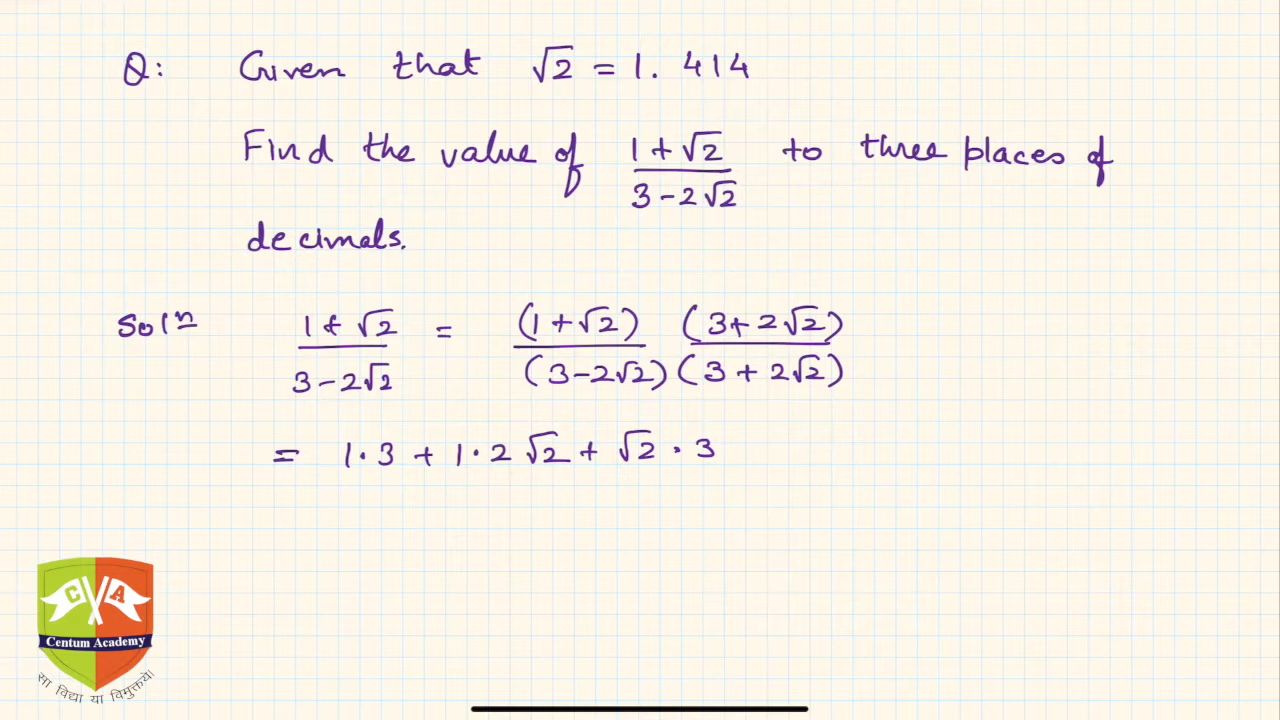 Q: Given that √2 = 1.414
Find the value of (1 + √2)/(3 - 2√2) to three places of
decimals.
Solⁿ (1 + √2)/(3 - 2√2) = (1 + √2)/(3 - 2√2) (3 + 2√2)/(3 + 2√2)
= 1·3 + 1·2√2 + √2·3
C A
Centum Academy
सा विद्या या विमुक्तये।